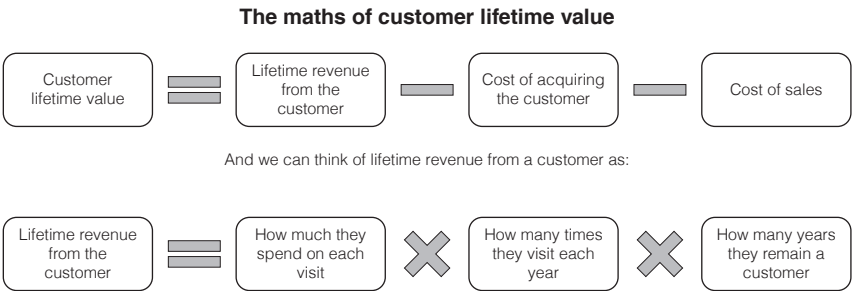 The maths of customer lifetime value
Customer
lifetime value
Lifetime revenue
from the
customer
Cost of acquiring
the customer
Cost of sales
And we can think of lifetime revenue from a customer as:
Lifetime revenue
from the
customer
How much they
spend on each
visit
How many times
they visit each
year
How many years
they remain a
customer